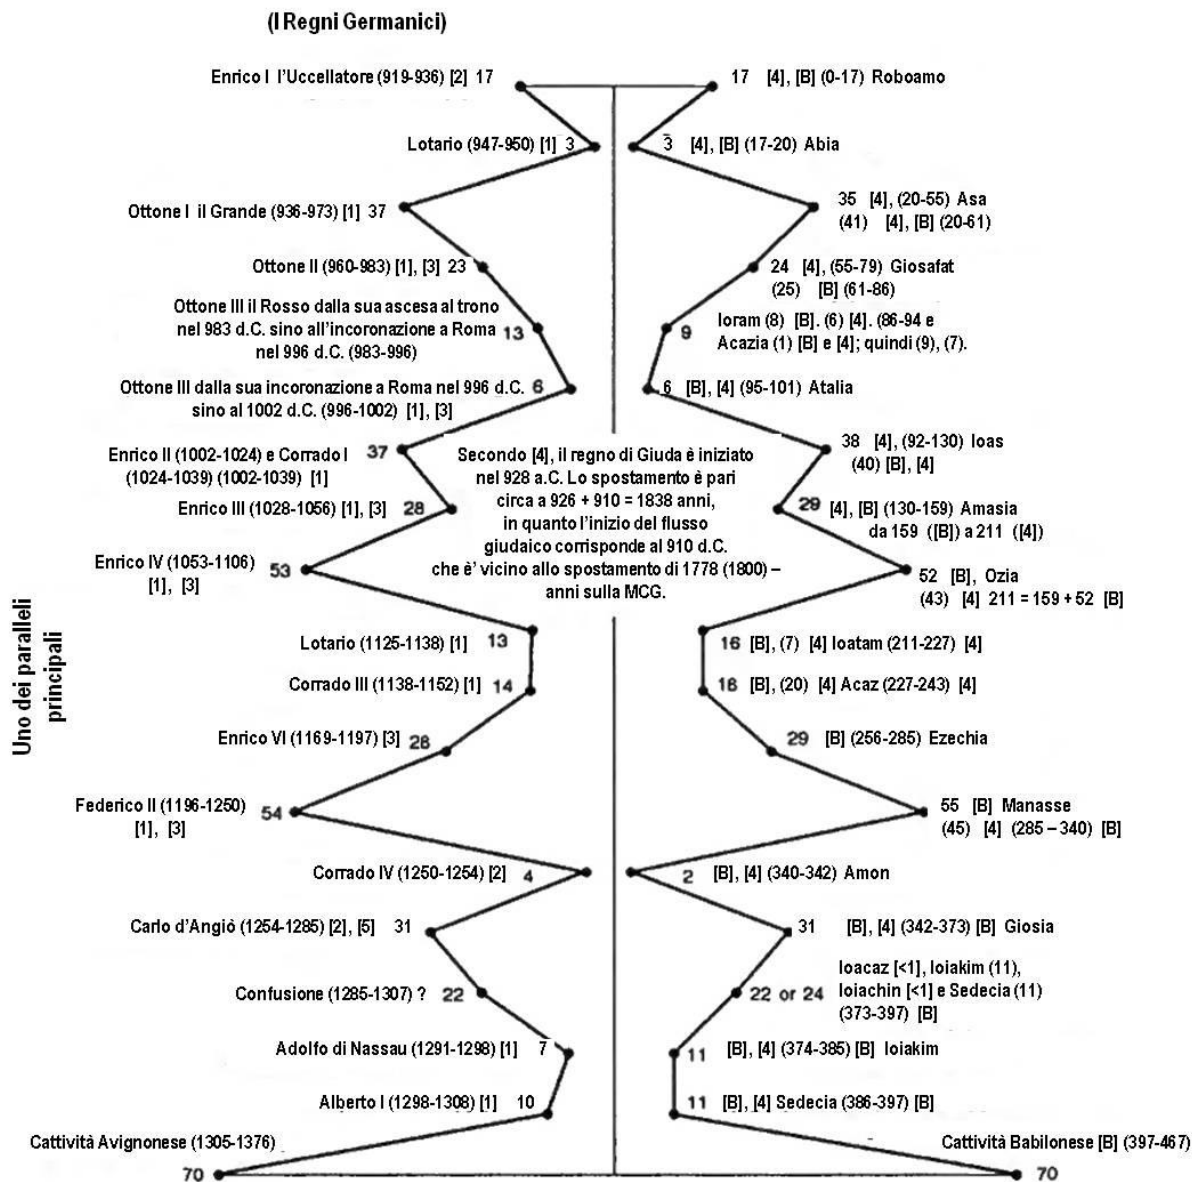 (I Regni Germanici)
Enrico I l'Uccellatore (919-936) [2] 17
17 [4], [B] (0-17) Roboamo
Lotario (947-950) [1] 3
3 [4], [B] (17-20) Abia
Ottone I il Grande (936-973) [1] 37
35 [4], (20-55) Asa
(41) [4], [B] (20-61)
Ottone II (960-983) [1], [3] 23
24 [4], (55-79) Giosafat
(25) [B] (61-86)
Ottone III il Rosso dalla sua ascesa al trono
nel 983 d.C. sino all'incoronazione a Roma
nel 996 d.C. (983-996)
13
9
Ioram (8) [B]. (6) [4]. (86-94 e
Acazia (1) [B] e [4]; quindi (9), (7).
Ottone III dalla sua incoronazione a Roma nel 996 d.C. 6
sino al 1002 d.C. (996-1002) [1], [3]
6 [B], [4] (95-101) Atalia
Enrico II (1002-1024) e Corrado I 37
(1024-1039) (1002-1039) [1]
38 [4], (92-130) Ioas
(40) [B], [4]
Secondo [4], il regno di Giuda è iniziato
nel 928 a.C. Lo spostamento è pari
circa a 926 + 910 = 1838 anni,
in quanto l'inizio del flusso
giudaico corrisponde al 910 d.C.
che è' vicino allo spostamento di 1778 (1800) –
anni sulla MCG.
Enrico III (1028-1056) [1], [3] 28
29 [4], [B] (130-159) Amasia
da 159 ([B]) a 211 ([4])
Enrico IV (1053-1106) 53
[1], [3]
52 [B], Ozia
(43) [4] 211 = 159 + 52 [B]
Uno dei paralleli
principali
Lotario (1125-1138) [1] 13
16 [B], (7) [4] Ioatam (211-227) [4]
Corrado III (1138-1152) [1] 14
16 [B], (20) [4] Acaz (227-243) [4]
Enrico VI (1169-1197) [3] 28
29 [B] (256-285) Ezechia
Federico II (1196-1250) 54
[1], [3]
55 [B] Manasse
(45) [4] (285 – 340) [B]
Corrado IV (1250-1254) [2] 4
2 [B], [4] (340-342) Amon
Carlo d'Angiò (1254-1285) [2], [5] 31
31 [B], [4] (342-373) [B] Giosia
Confusione (1285-1307) ? 22
22 or 24
Ioacaz [<1], Ioiakim (11),
Ioiachin [<1] e Sedecia (11)
(373-397) [B]
Adolfo di Nassau (1291-1298) [1] 7
11 [B], [4] (374-385) [B] Ioiakim
Alberto I (1298-1308) [1] 10
11 [B], [4] Sedecia (386-397) [B]
Cattività Avignonese (1305-1376)
70
Cattività Babilonese [B] (397-467)
70